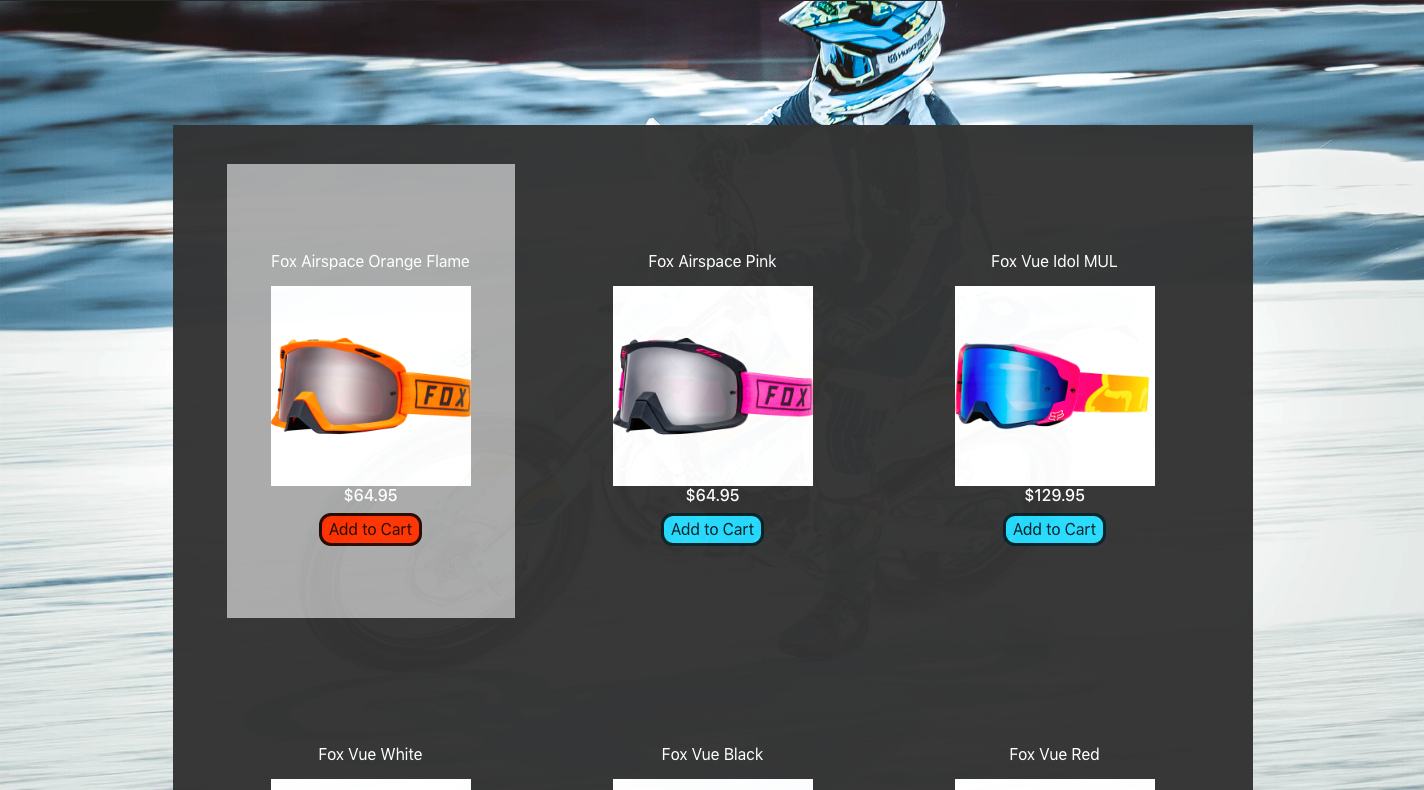 HUSQVARNA
Fox Airspace Orange Flame
Fox Airspace Pink
Fox Vue Idol MUL
FOX
FOX
$64.95
$64.95
$129.95
Add to Cart
Add to Cart
Add to Cart
Fox Vue White
Fox Vue Black
Fox Vue Red